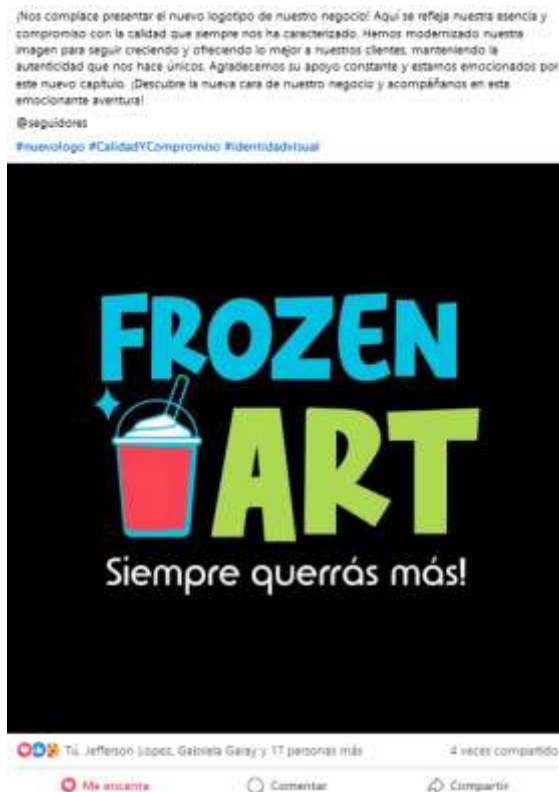 ¡Nos complace presentar el nuevo logotipo de nuestro negocio! Aquí se refleja nuestra esencia y
compromiso con la calidad que siempre nos ha caracterizado. Hemos modernizado nuestra
imagen para seguir creciendo y ofreciendo lo mejor a nuestros clientes, manteniendo la
autenticidad que nos hace únicos. Agradecemos su apoyo constante y estamos emocionados por
este nuevo capítulo. ¡Descubre la nueva cara de nuestro negocio y acompáñanos en esta
emocionante aventura!
@seguidores
#nuevologo #CalidadYCompromiso #identidadvisual
FROZEN
ART
Siempre querrás más!
Tú, Jefferson Lopez, Gabriela Garay y 17 personas más 4 veces compartido
Me encanta Comentar Compartir